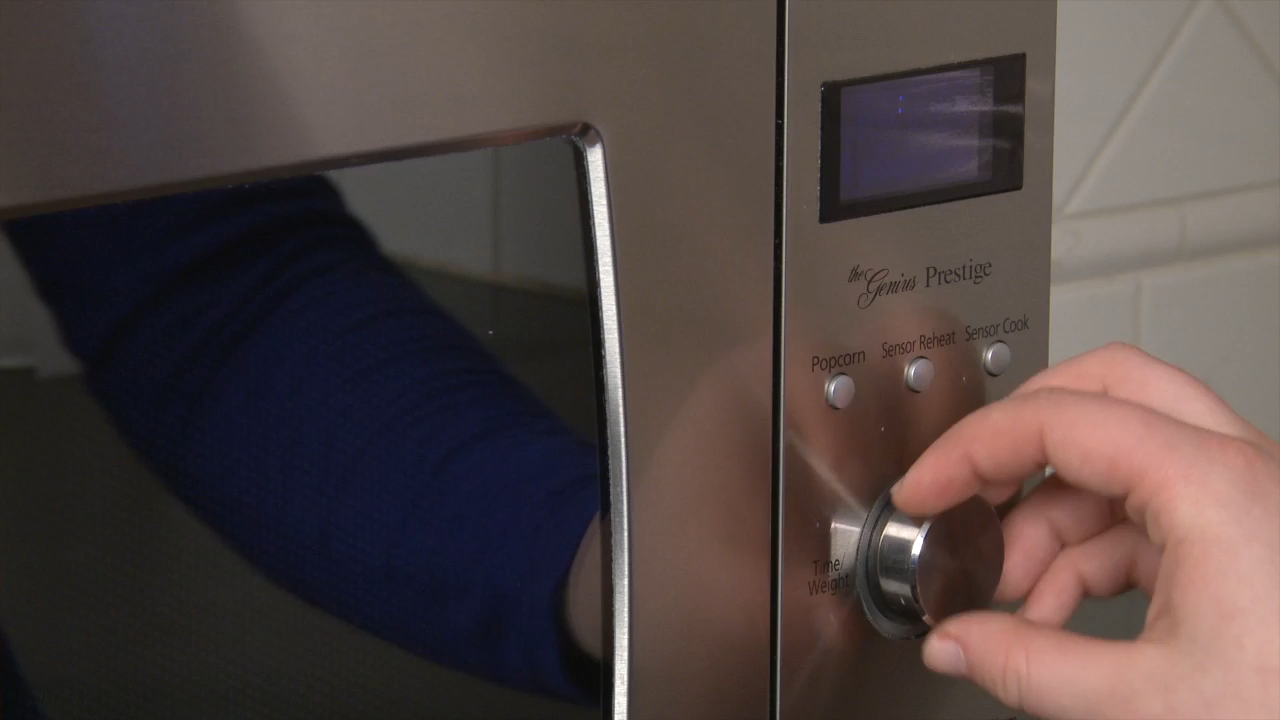 the Genius Prestige
Popcorn
Sensor Reheat
Sensor Cook
Time/
Weight